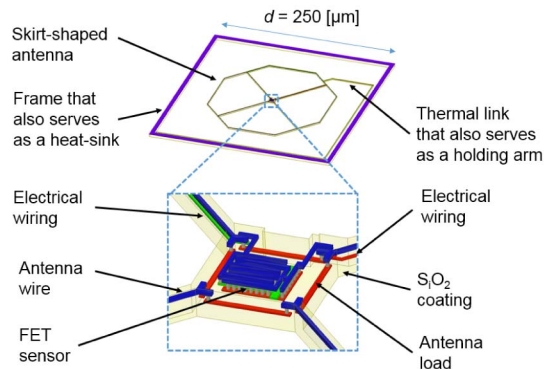 d = 250 [μm]
Skirt-shaped
antenna
Frame that
also serves
as a heat-sink
Thermal link
that also serves
as a holding arm
Electrical
wiring
Electrical
wiring
Antenna
wire
SiO2
coating
FET
sensor
Antenna
load